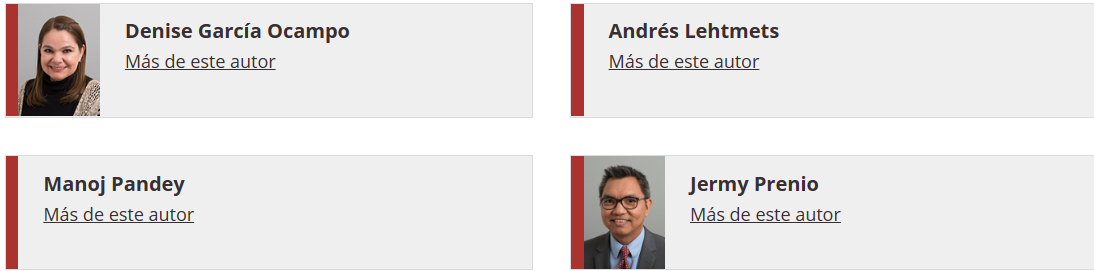 Denise García Ocampo
Más de este autor
Andrés Lehtmets
Más de este autor
Manoj Pandey
Más de este autor
Jermy Prenio
Más de este autor